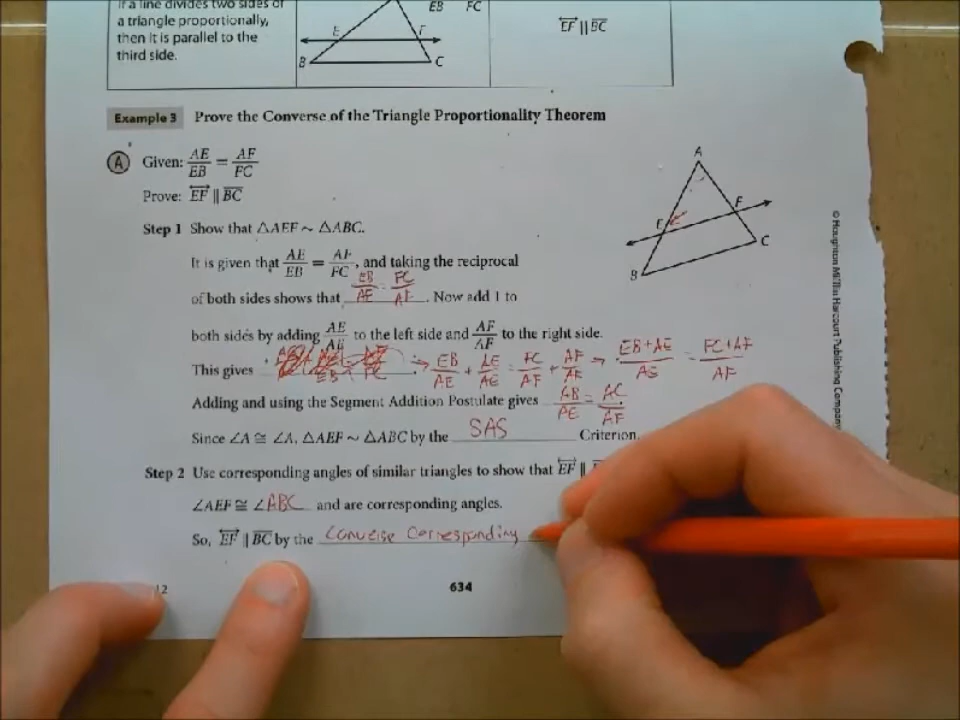 If a line divides two sides of
a triangle proportionally,
then it is parallel to the
third side.
E F
B C
EB FC
EF || BC
Example 3 Prove the Converse of the Triangle Proportionality Theorem
A Given: AE/EB = AF/FC
Prove: EF || BC
Step 1 Show that △AEF ~ △ABC.
It is given that AE/EB = AF/FC, and taking the reciprocal
of both sides shows that EB/AE = FC/AF. Now add 1 to
both sides by adding AE/AE to the left side and AF/AF to the right side.
This gives → EB/AE + AE/AE = FC/AF + AF/AF → EB+AE/AE = FC+AF/AF
Adding and using the Segment Addition Postulate gives AB/AE = AC/AF
Since ∠A ≅ ∠A, △AEF ~ △ABC by the SAS Criterion.
Step 2 Use corresponding angles of similar triangles to show that EF ||
∠AEF ≅ ∠ABC and are corresponding angles.
So, EF || BC by the Converse Corresponding
A
E F
B C
© Houghton Mifflin Harcourt Publishing Company
12
634